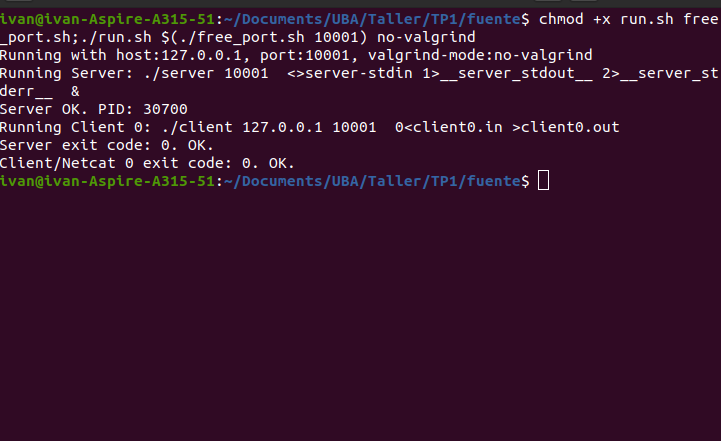 ivan@ivan-Aspire-A315-51:~/Documents/UBA/Taller/TP1/fuente$ chmod +x run.sh free
_port.sh;./run.sh $(./free_port.sh 10001) no-valgrind
Running with host:127.0.0.1, port:10001, valgrind-mode:no-valgrind
Running Server: ./server 10001  <>server-stdin 1>__server_stdout__ 2>__server_st
derr__  &
Server OK. PID: 30700
Running Client 0: ./client 127.0.0.1 10001  0<client0.in >client0.out
Server exit code: 0. OK.
Client/Netcat 0 exit code: 0. OK.
ivan@ivan-Aspire-A315-51:~/Documents/UBA/Taller/TP1/fuente$